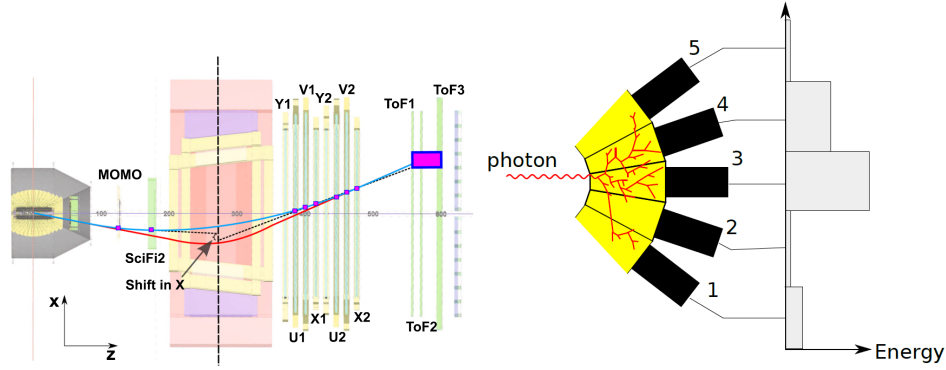 MOMO
SciFi2
Shift in X
x
z
100
200
300
500
600
Y1
V1
Y2
V2
ToF1
ToF3
U1
X1
U2
X2
ToF2
photon
5
4
3
2
1
Energy